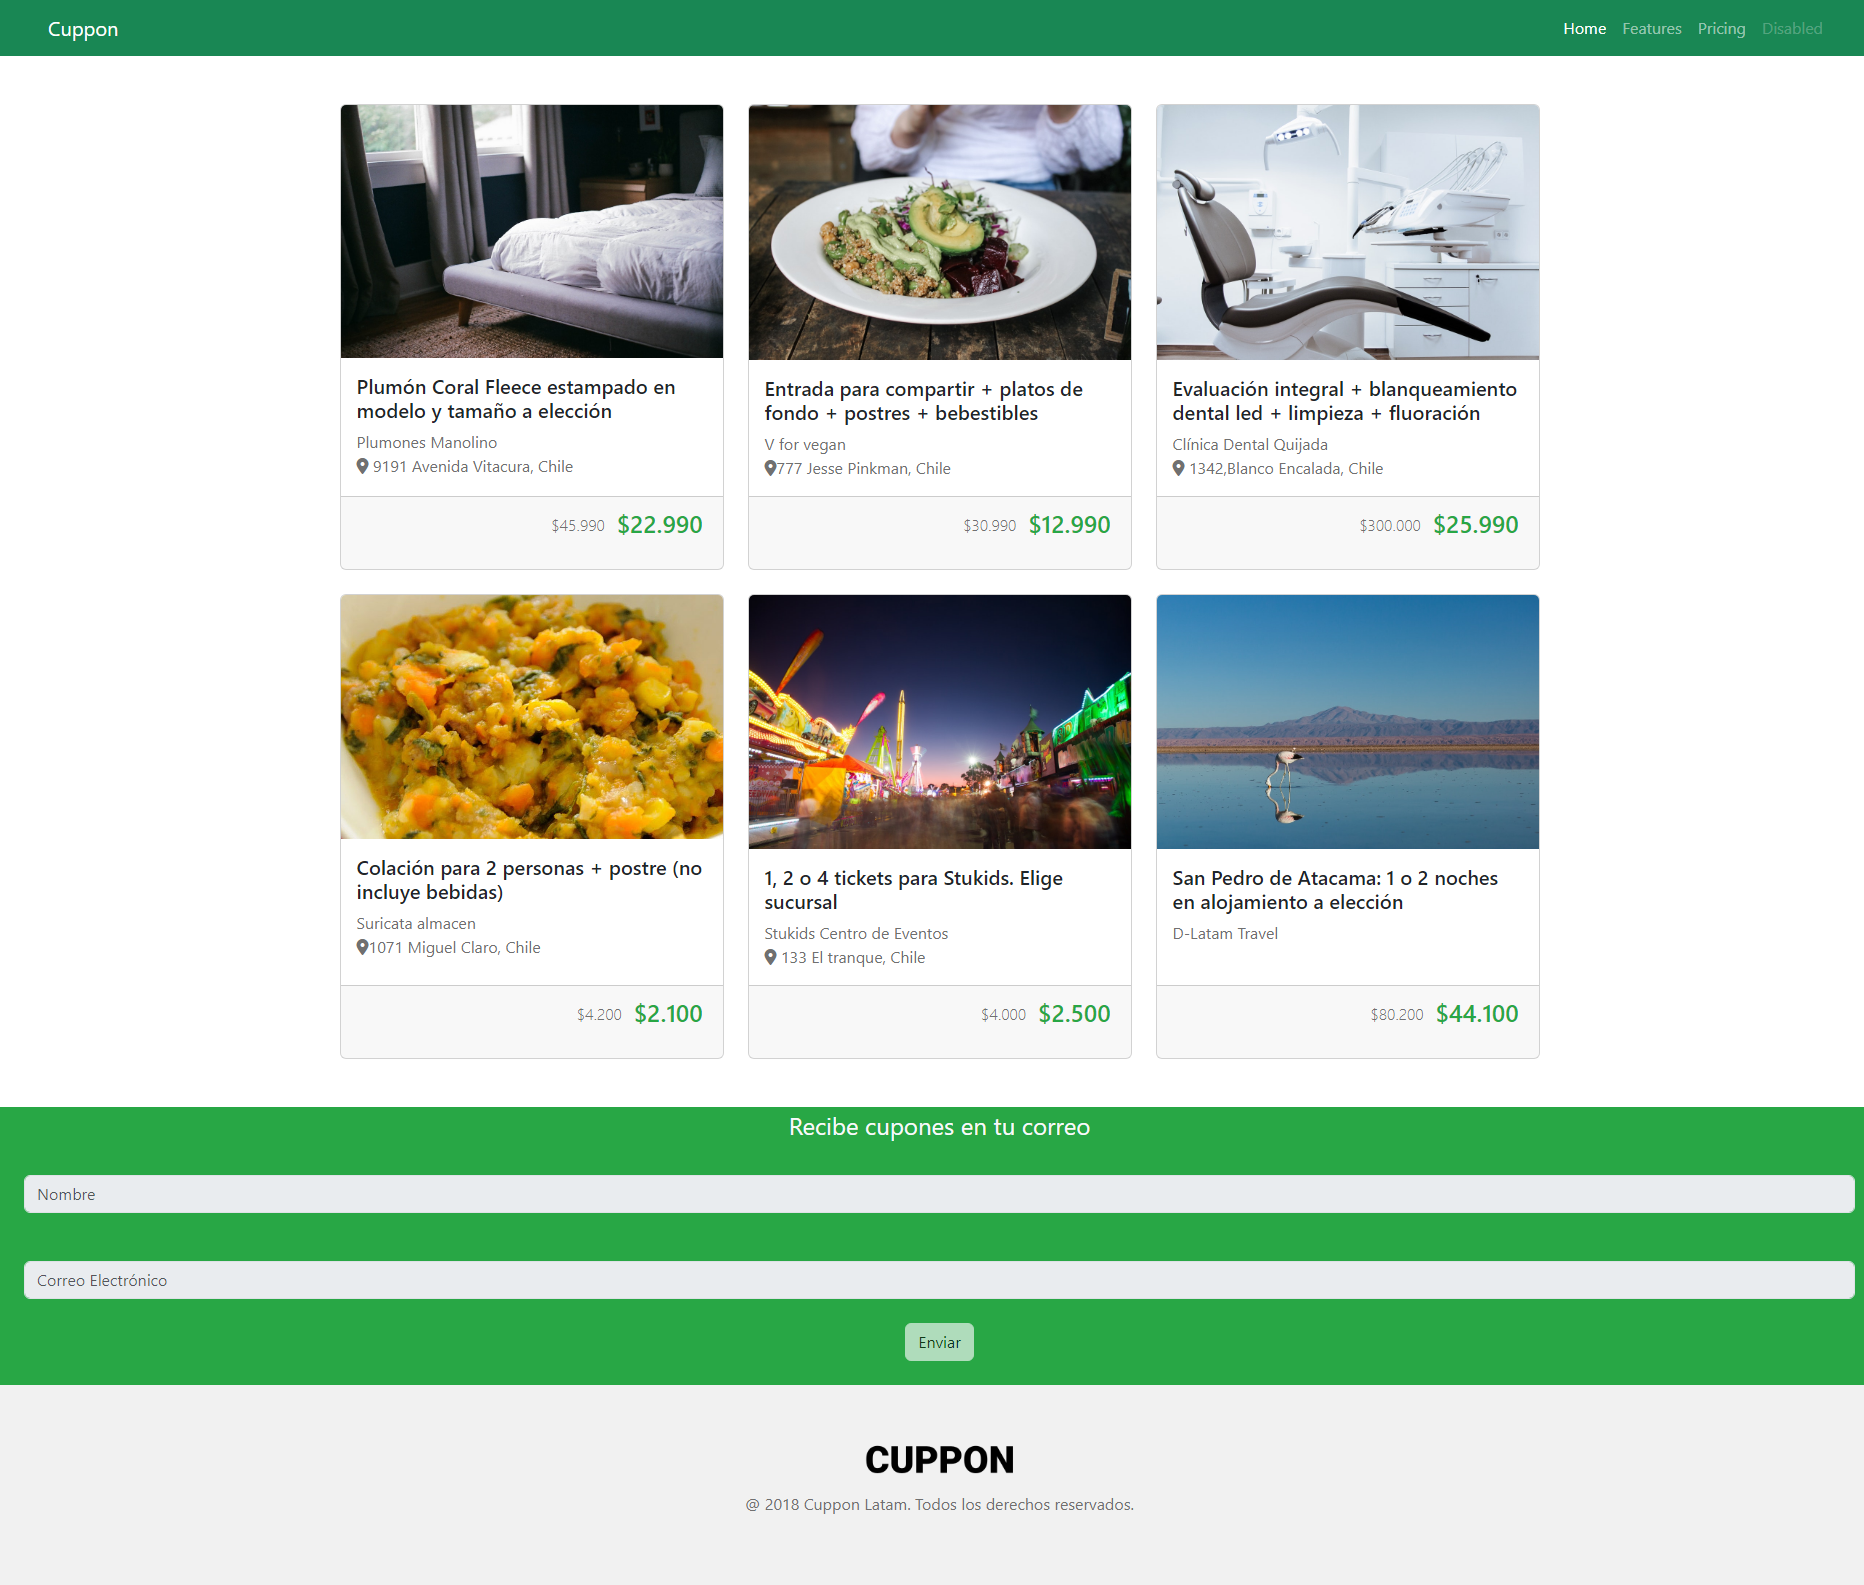 Cuppon
Home Features Pricing Disabled
Plumón Coral Fleece estampado en
modelo y tamaño a elección
Plumones Manolino
9191 Avenida Vitacura, Chile
$45.990 $22.990
Entrada para compartir + platos de
fondo + postres + bebestibles
V for vegan
777 Jesse Pinkman, Chile
$30.990 $12.990
Evaluación integral + blanqueamiento
dental led + limpieza + fluoración
Clínica Dental Quijada
1342,Blanco Encalada, Chile
$300.000 $25.990
Colación para 2 personas + postre (no
incluye bebidas)
Suricata almacen
1071 Miguel Claro, Chile
$4.200 $2.100
1, 2 o 4 tickets para Stukids. Elige
sucursal
Stukids Centro de Eventos
133 El tranque, Chile
$4.000 $2.500
San Pedro de Atacama: 1 o 2 noches
en alojamiento a elección
D-Latam Travel
$80.200 $44.100
Recibe cupones en tu correo
Nombre
Correo Electrónico
Enviar
CUPPON
@ 2018 Cuppon Latam. Todos los derechos reservados.